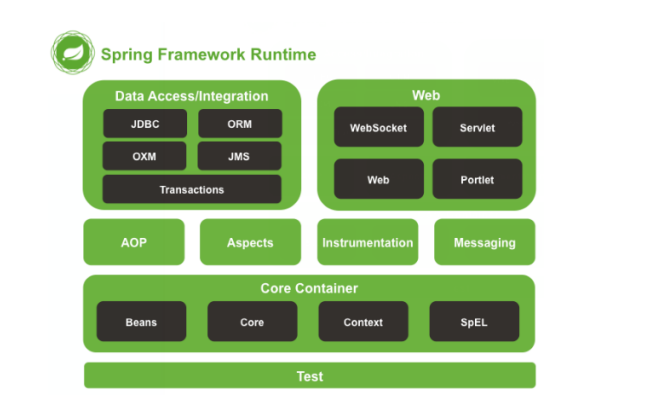 Spring Framework Runtime
Data Access/Integration
JDBC
ORM
OXM
JMS
Transactions
Web
WebSocket
Servlet
Web
Portlet
AOP
Aspects
Instrumentation
Messaging
Core Container
Beans
Core
Context
SpEL
Test